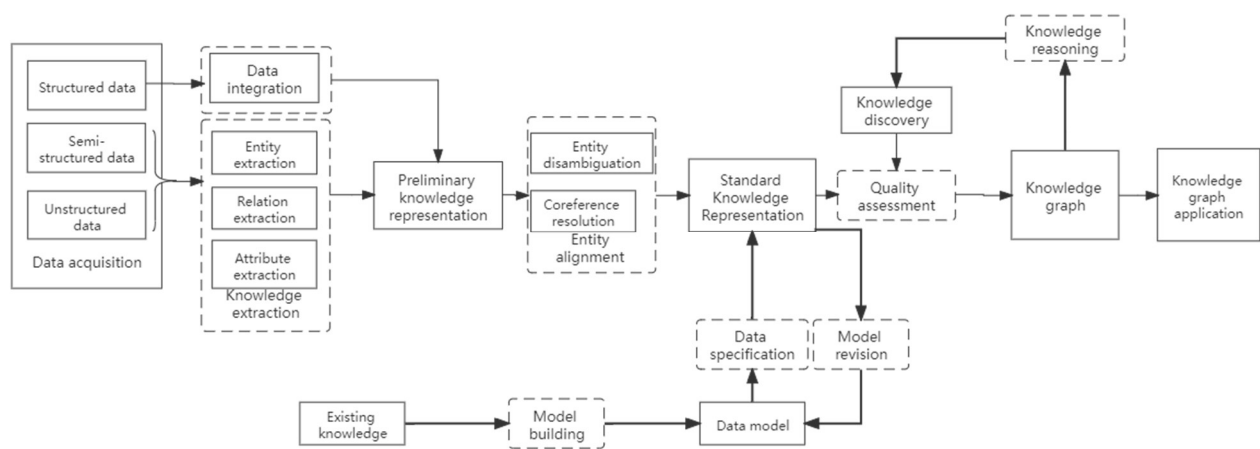 Structured data
Semi-
structured data
Unstructured
data
Data acquisition
Data
integration
Entity
extraction
Relation
extraction
Attribute
extraction
Knowledge
extraction
Preliminary
knowledge
representation
Entity
disambiguation
Coreference
resolution
Entity
alignment
Standard
Knowledge
Representation
Knowledge
reasoning
Knowledge
discovery
Quality
assessment
Knowledge
graph
Knowledge
graph
application
Data
specification
Model
revision
Existing
knowledge
Model
building
Data model